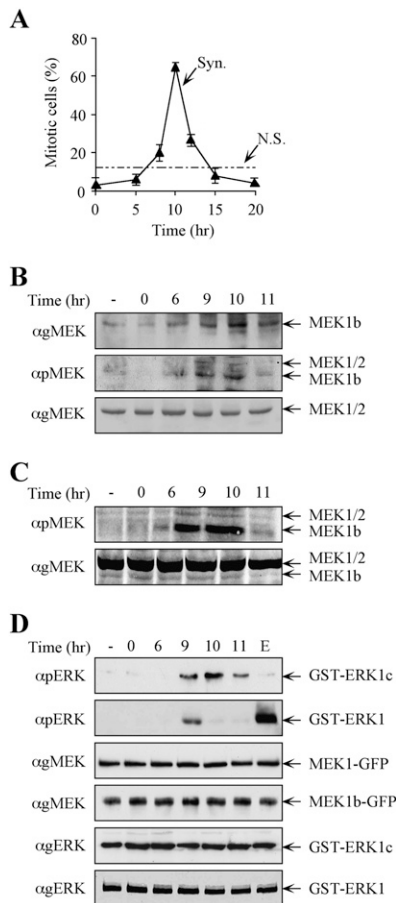 A
Mitotic cells (%)
80
60
40
20
0
Syn.
N.S.
0 5 10 15 20
Time (hr)
B
Time (hr) - 0 6 9 10 11
αgMEK MEK1b
αpMEK MEK1/2
MEK1b
αgMEK MEK1/2
C
Time (hr) - 0 6 9 10 11
αpMEK MEK1/2
MEK1b
αgMEK MEK1/2
MEK1b
D
Time (hr) - 0 6 9 10 11 E
αpERK GST-ERK1c
αpERK GST-ERK1
αgMEK MEK1-GFP
αgMEK MEK1b-GFP
αgERK GST-ERK1c
αgERK GST-ERK1